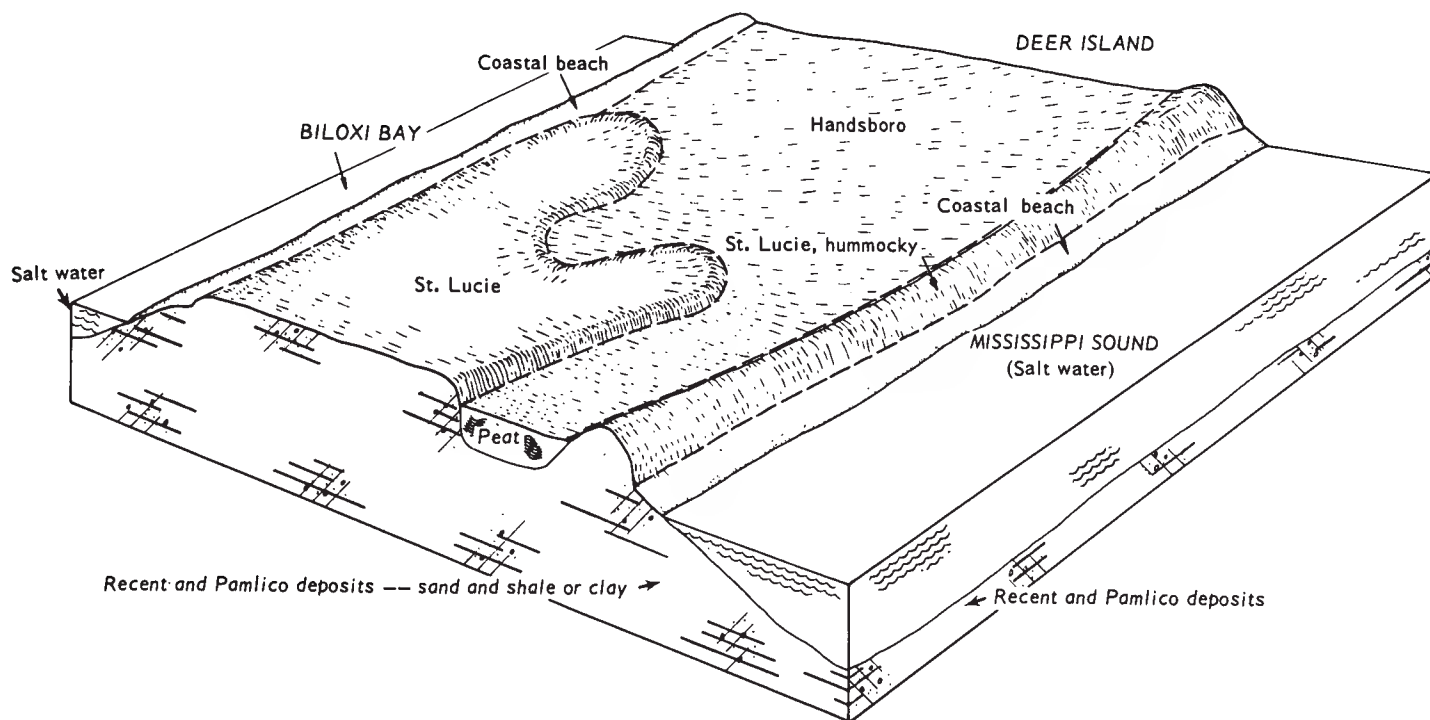 DEER ISLAND
Coastal beach
BILOXI BAY
Handsboro
Coastal beach
St. Lucie, hummocky
Salt water
St. Lucie
MISSISSIPPI SOUND
(Salt water)
Peat
Recent and Pamlico deposits -- sand and shale or clay
Recent and Pamlico deposits